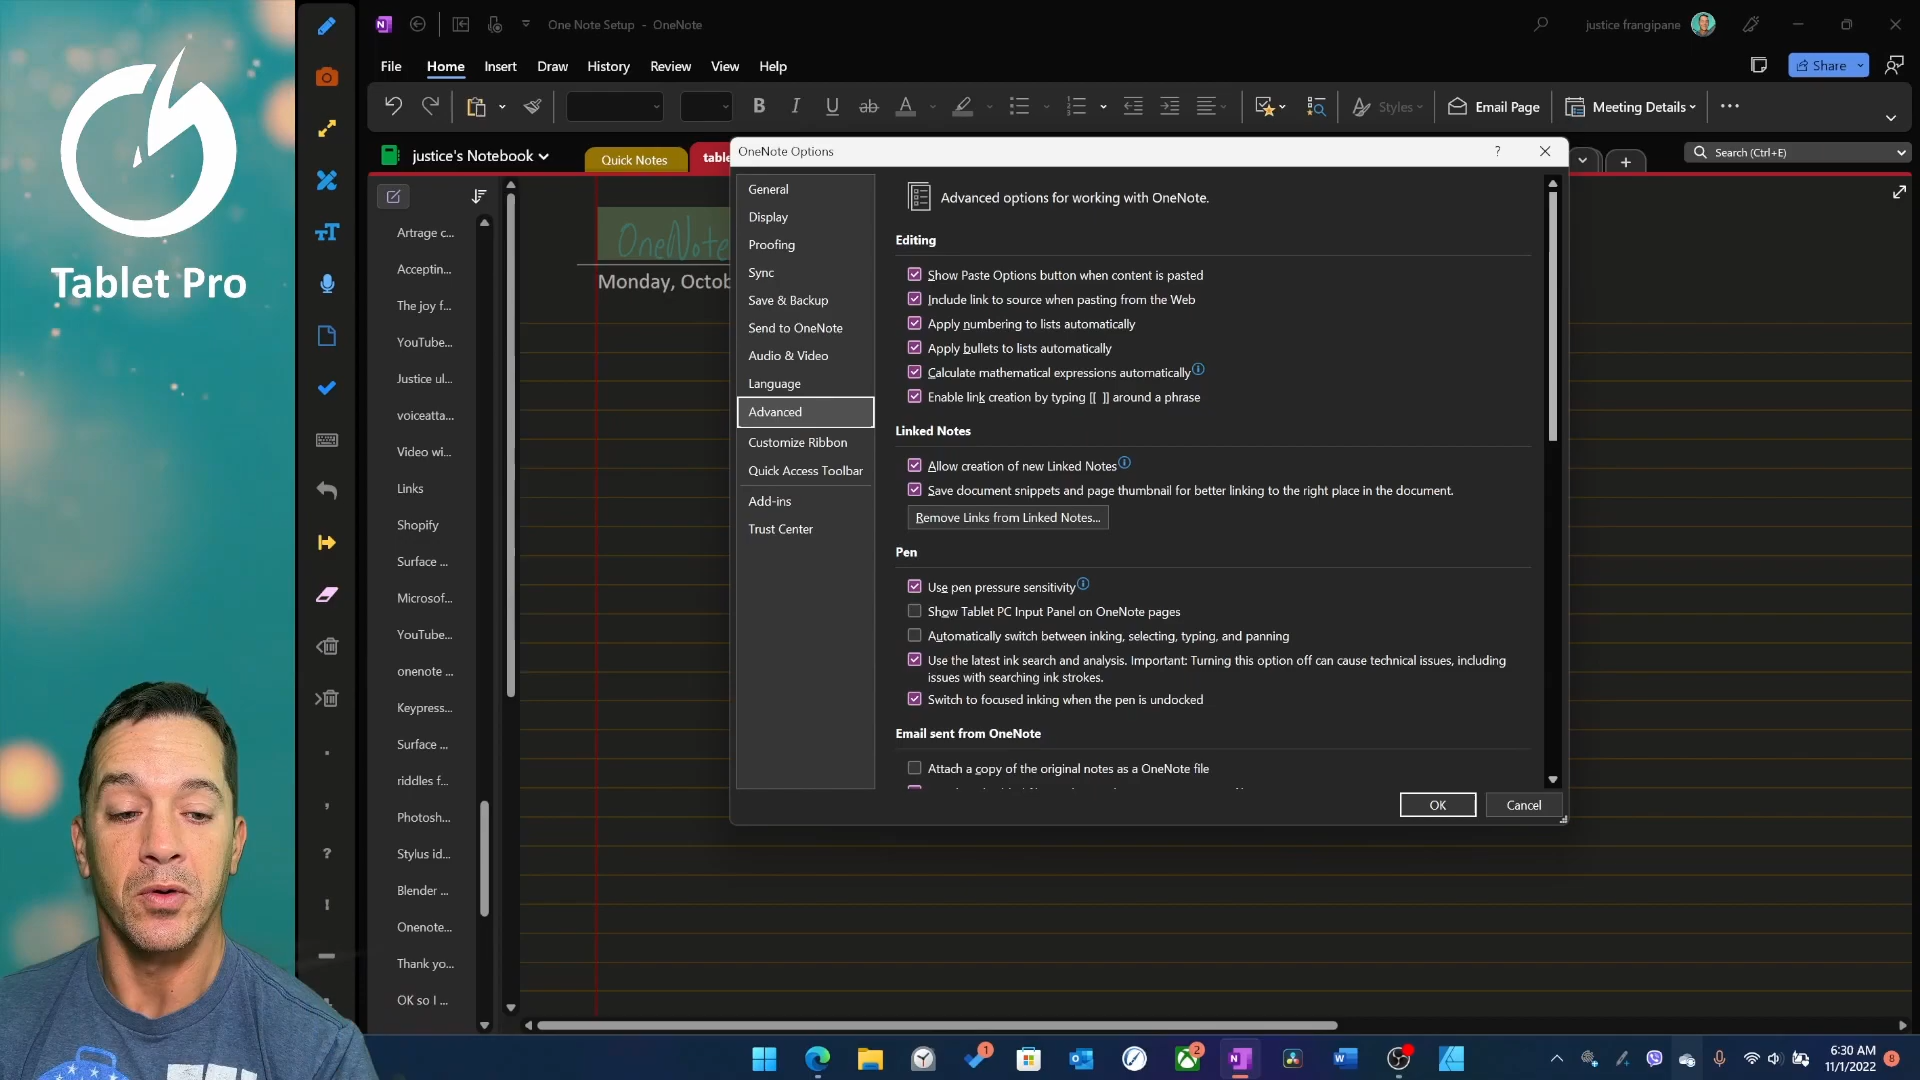 One Note Setup - OneNote
justice frangipane
File Home Insert Draw History Review View Help
Share
Styles
Email Page
Meeting Details
justice's Notebook
Quick Notes
OneNote Options
Search (Ctrl+E)
Tablet Pro
Artrage c...
Acceptin...
The joy f...
YouTube...
Justice ul...
voiceatta...
Video wi...
Links
Shopify
Surface ...
Microsof...
YouTube...
onenote ...
Keypress...
Surface ...
riddles f...
Photosh...
Stylus id...
Blender ...
Onenote...
Thank yo...
OK so I ...
OneNote
Monday, Octob
General
Display
Proofing
Sync
Save & Backup
Send to OneNote
Audio & Video
Language
Advanced
Customize Ribbon
Quick Access Toolbar
Add-ins
Trust Center
Advanced options for working with OneNote.
Editing
Show Paste Options button when content is pasted
Include link to source when pasting from the Web
Apply numbering to lists automatically
Apply bullets to lists automatically
Calculate mathematical expressions automatically
Enable link creation by typing [[ ]] around a phrase
Linked Notes
Allow creation of new Linked Notes
Save document snippets and page thumbnail for better linking to the right place in the document.
Remove Links from Linked Notes...
Pen
Use pen pressure sensitivity
Show Tablet PC Input Panel on OneNote pages
Automatically switch between inking, selecting, typing, and panning
Use the latest ink search and analysis. Important: Turning this option off can cause technical issues, including
issues with searching ink strokes.
Switch to focused inking when the pen is undocked
Email sent from OneNote
Attach a copy of the original notes as a OneNote file
OK
Cancel
6:30 AM
11/1/2022